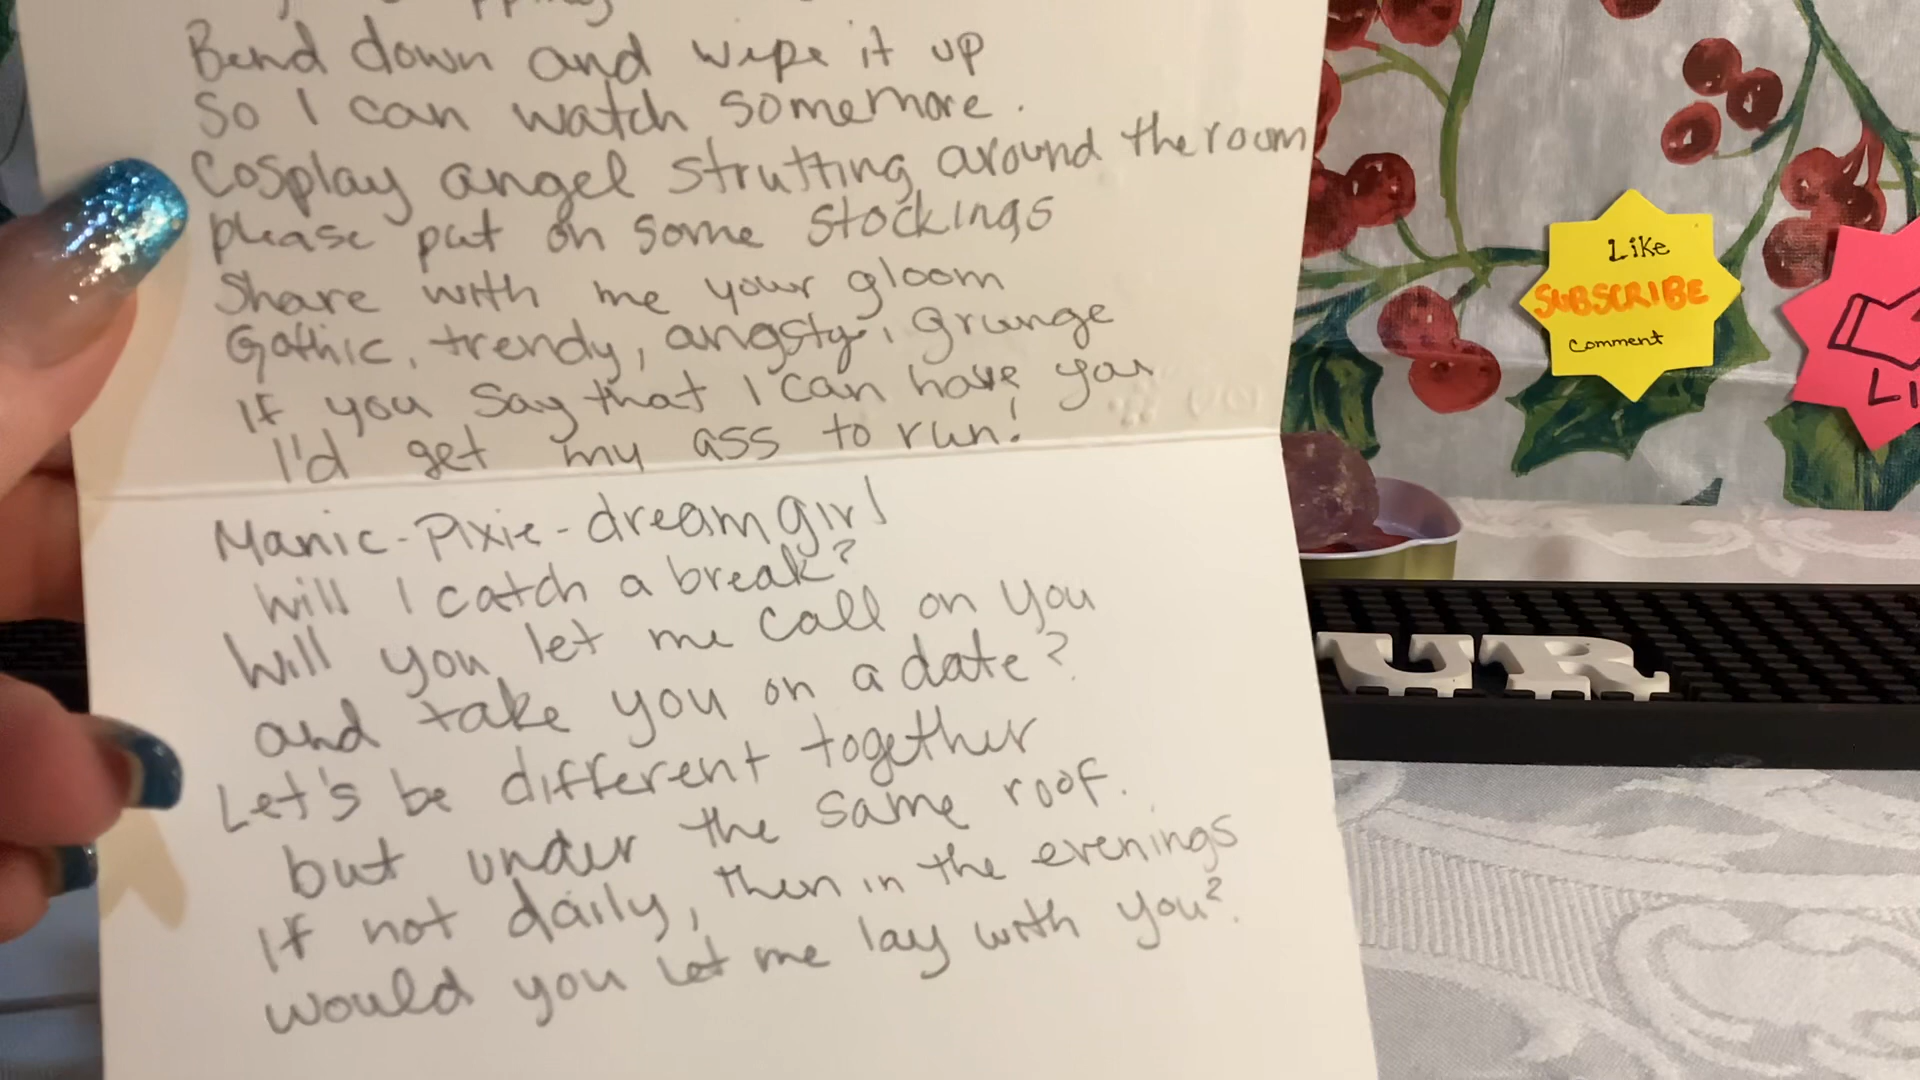 Bend down and wipe it up
So I can watch somemore.
Cosplay angel strutting around the room
please put on some stockings
Share with me your gloom
Gothic, trendy, angsty, grunge
If you say that I can have you
I'd get my ass to run!
Manic-Pixie-dream girl
Will I catch a break?
Will you let me call on you
and take you on a date?
Let's be different together
but under the same roof.
If not daily, then in the evenings
would you let me lay with you?
Like
SUBSCRIBE
Comment
LI
UR